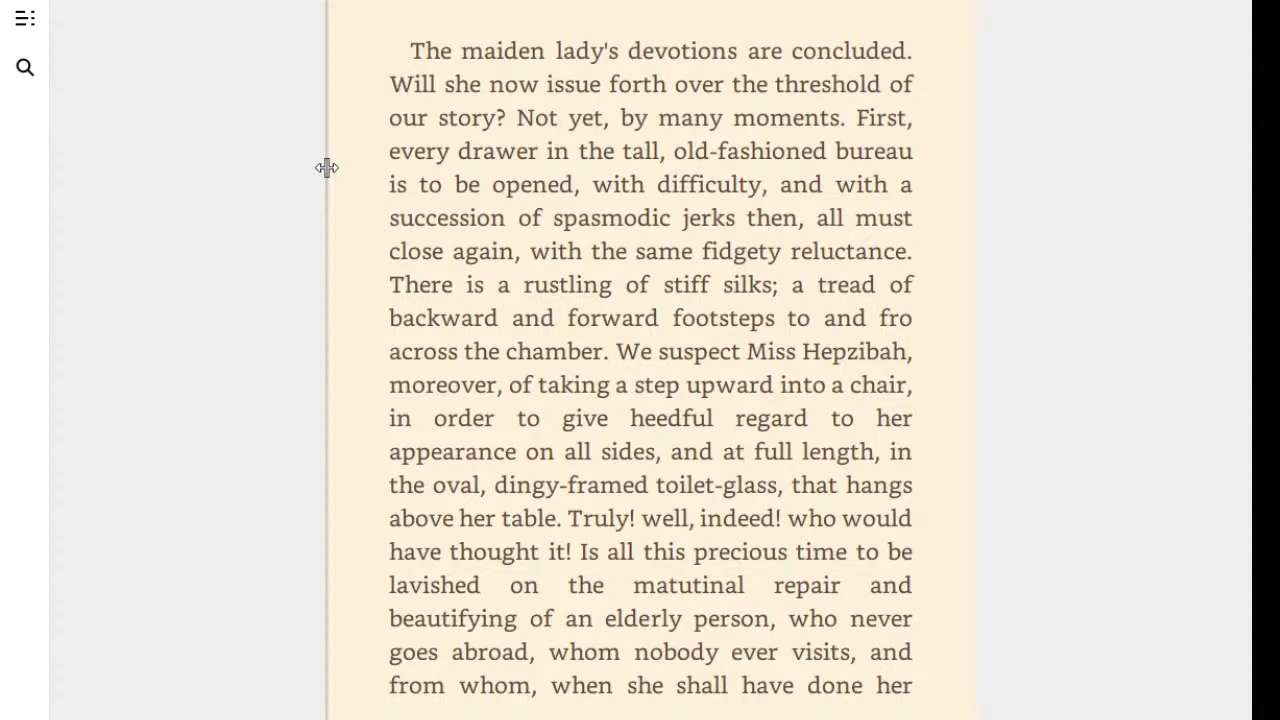 The maiden lady's devotions are concluded.
Will she now issue forth over the threshold of
our story? Not yet, by many moments. First,
every drawer in the tall, old-fashioned bureau
is to be opened, with difficulty, and with a
succession of spasmodic jerks then, all must
close again, with the same fidgety reluctance.
There is a rustling of stiff silks; a tread of
backward and forward footsteps to and fro
across the chamber. We suspect Miss Hepzibah,
moreover, of taking a step upward into a chair,
in order to give heedful regard to her
appearance on all sides, and at full length, in
the oval, dingy-framed toilet-glass, that hangs
above her table. Truly! well, indeed! who would
have thought it! Is all this precious time to be
lavished on the matutinal repair and
beautifying of an elderly person, who never
goes abroad, whom nobody ever visits, and
from whom, when she shall have done her